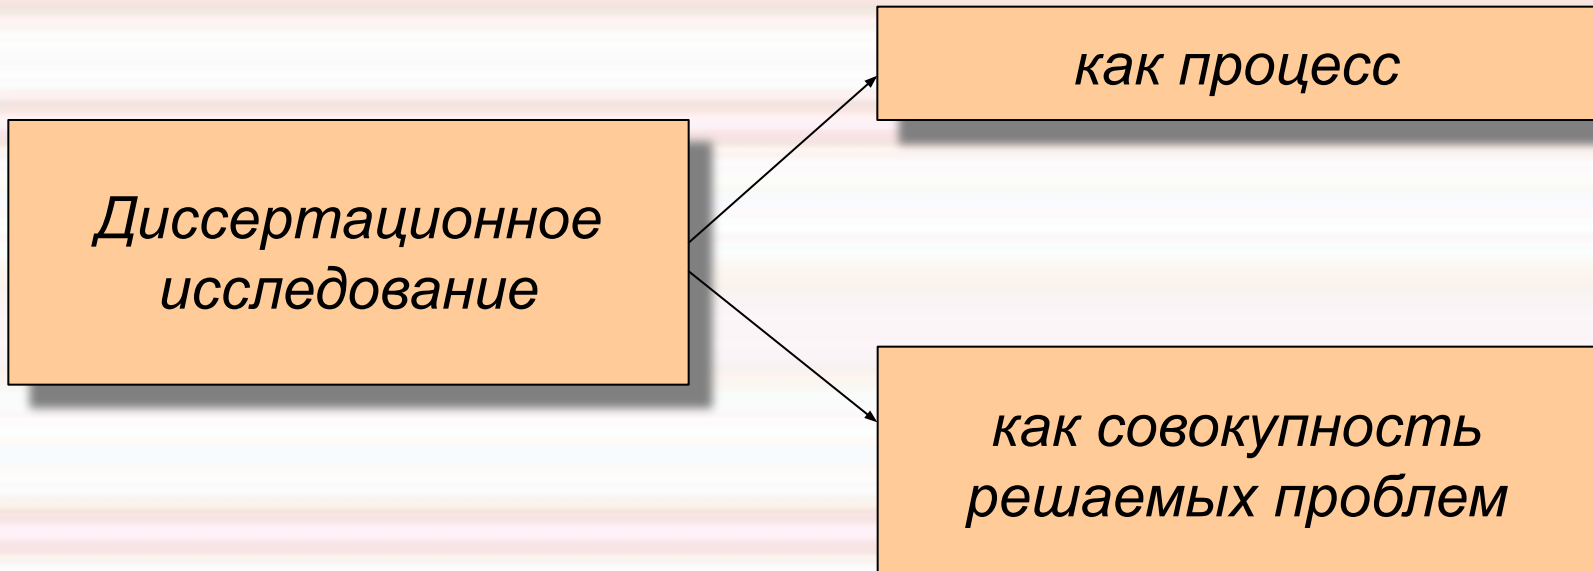 как процесс
Диссертационное
исследование
как совокупность
решаемых проблем